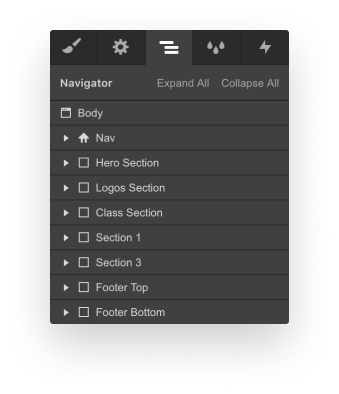 Navigator Expand All Collapse All
Body
Nav
Hero Section
Logos Section
Class Section
Section 1
Section 3
Footer Top
Footer Bottom